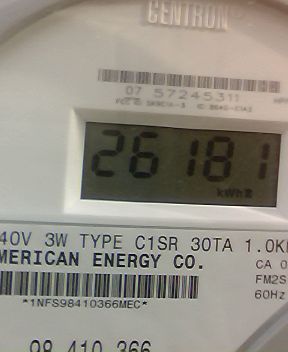 CENTRON
07 57245311
26181
kWh
40V 3W TYPE C1SR 30TA 1.0K
MERICAN ENERGY CO.
CA 0
FM2S
60Hz
*1NFS98410366MEC*
98 410 366